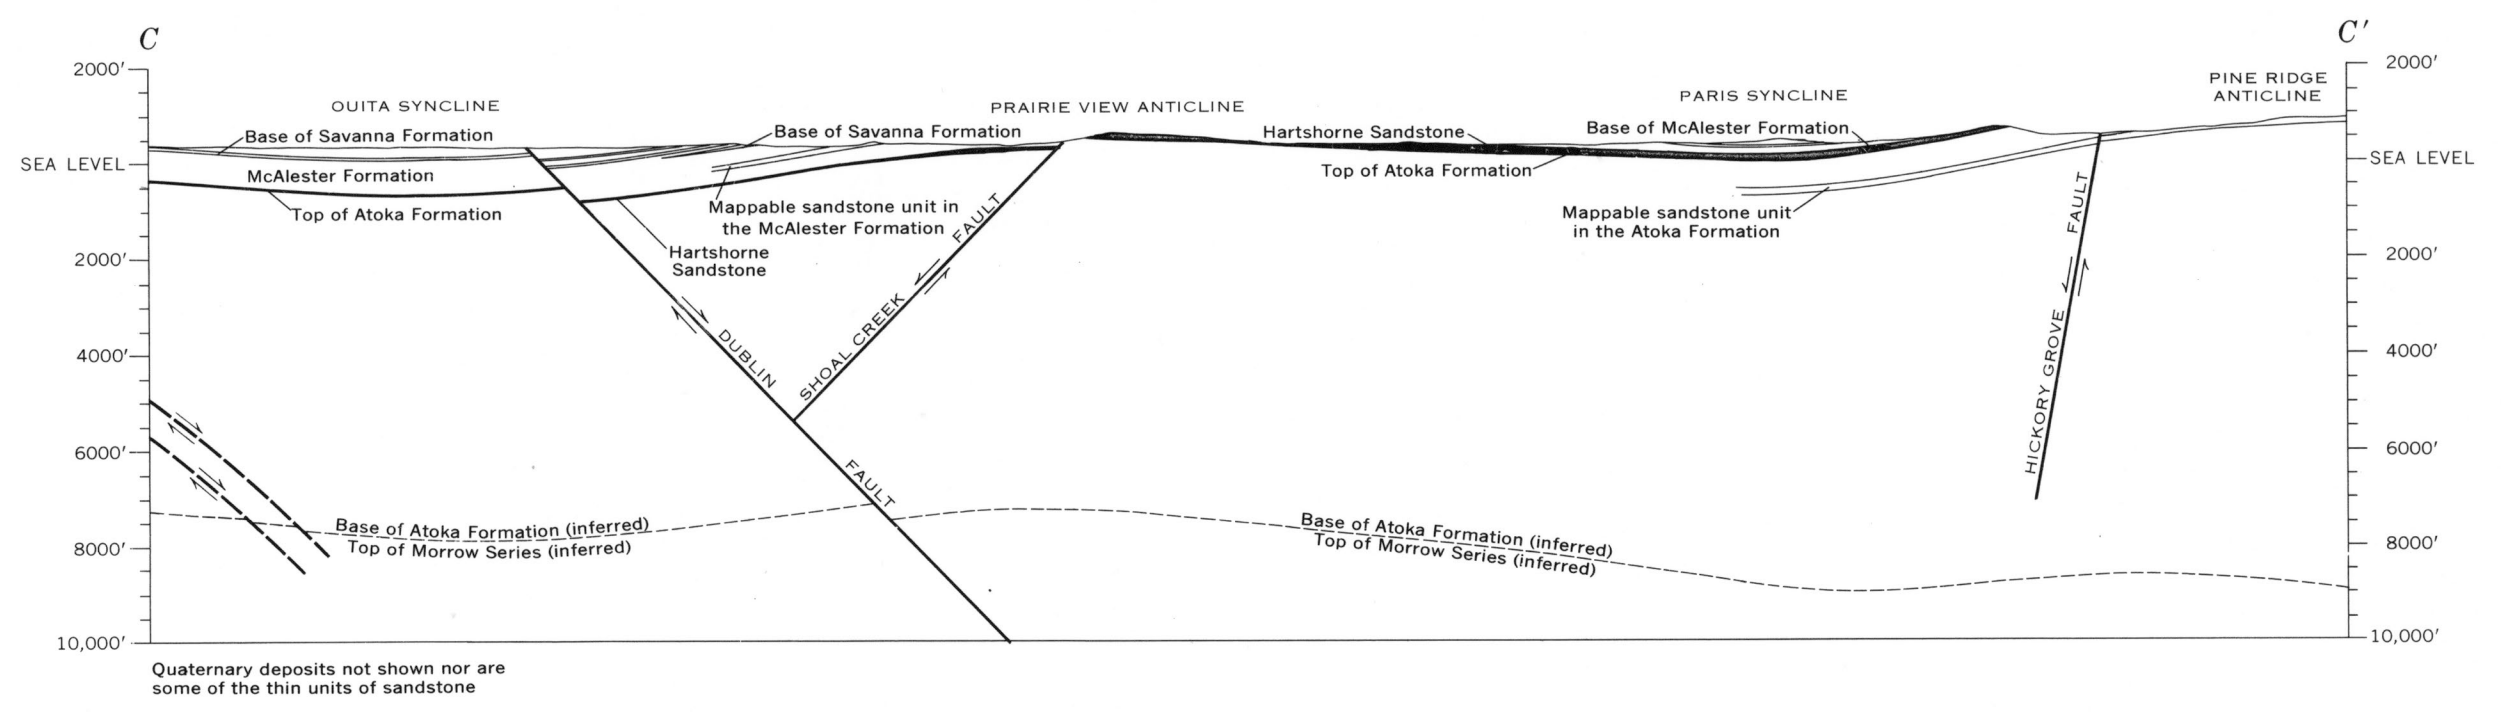 C
C′
2000′
2000′
PINE RIDGE
ANTICLINE
OUITA SYNCLINE
PRAIRIE VIEW ANTICLINE
PARIS SYNCLINE
Base of Savanna Formation
Base of Savanna Formation
Hartshorne Sandstone
Base of McAlester Formation
SEA LEVEL
SEA LEVEL
McAlester Formation
Top of Atoka Formation
Top of Atoka Formation
Mappable sandstone unit in
the McAlester Formation
Mappable sandstone unit
in the Atoka Formation
Hartshorne
Sandstone
2000′
2000′
DUBLIN
FAULT
SHOAL CREEK
FAULT
HICKORY GROVE
FAULT
4000′
4000′
6000′
6000′
Base of Atoka Formation (inferred)
Top of Morrow Series (inferred)
Base of Atoka Formation (inferred)
Top of Morrow Series (inferred)
8000′
8000′
10,000′
10,000′
Quaternary deposits not shown nor are
some of the thin units of sandstone